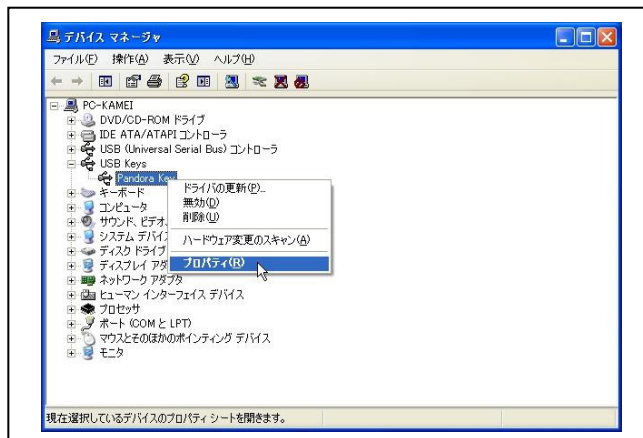 デバイス マネージャ
ファイル(F) 操作(A) 表示(V) ヘルプ(H)
PC-KAMEI
DVD/CD-ROM ドライブ
IDE ATA/ATAPI コントローラ
USB (Universal Serial Bus) コントローラ
USB Keys
Pandora Key
キーボード
コンピュータ
サウンド、ビデオ、
システム デバイ
ディスク ドライブ
ディスプレイ アダ
ネットワーク アダプタ
ヒューマン インターフェイス デバイス
プロセッサ
ポート (COM と LPT)
マウスとそのほかのポインティング デバイス
モニタ
ドライバの更新(P)...
無効(D)
削除(U)
ハードウェア変更のスキャン(A)
プロパティ(R)
現在選択しているデバイスのプロパティ シートを開きます。